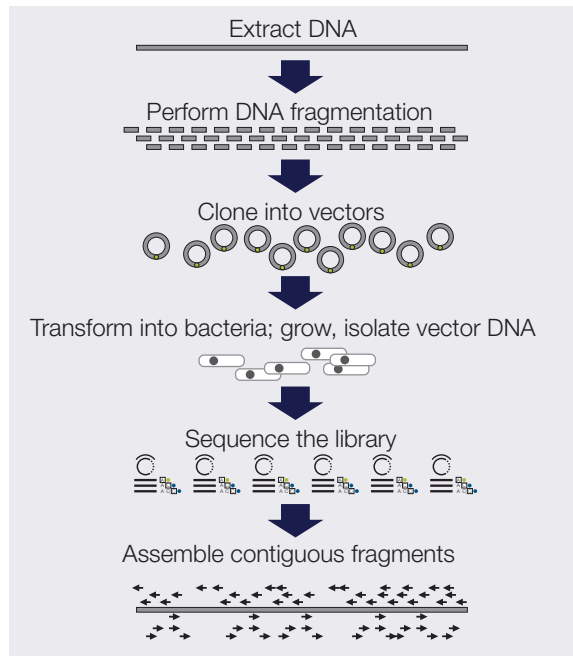 Extract DNA
Perform DNA fragmentation
Clone into vectors
Transform into bacteria; grow, isolate vector DNA
Sequence the library
Assemble contiguous fragments